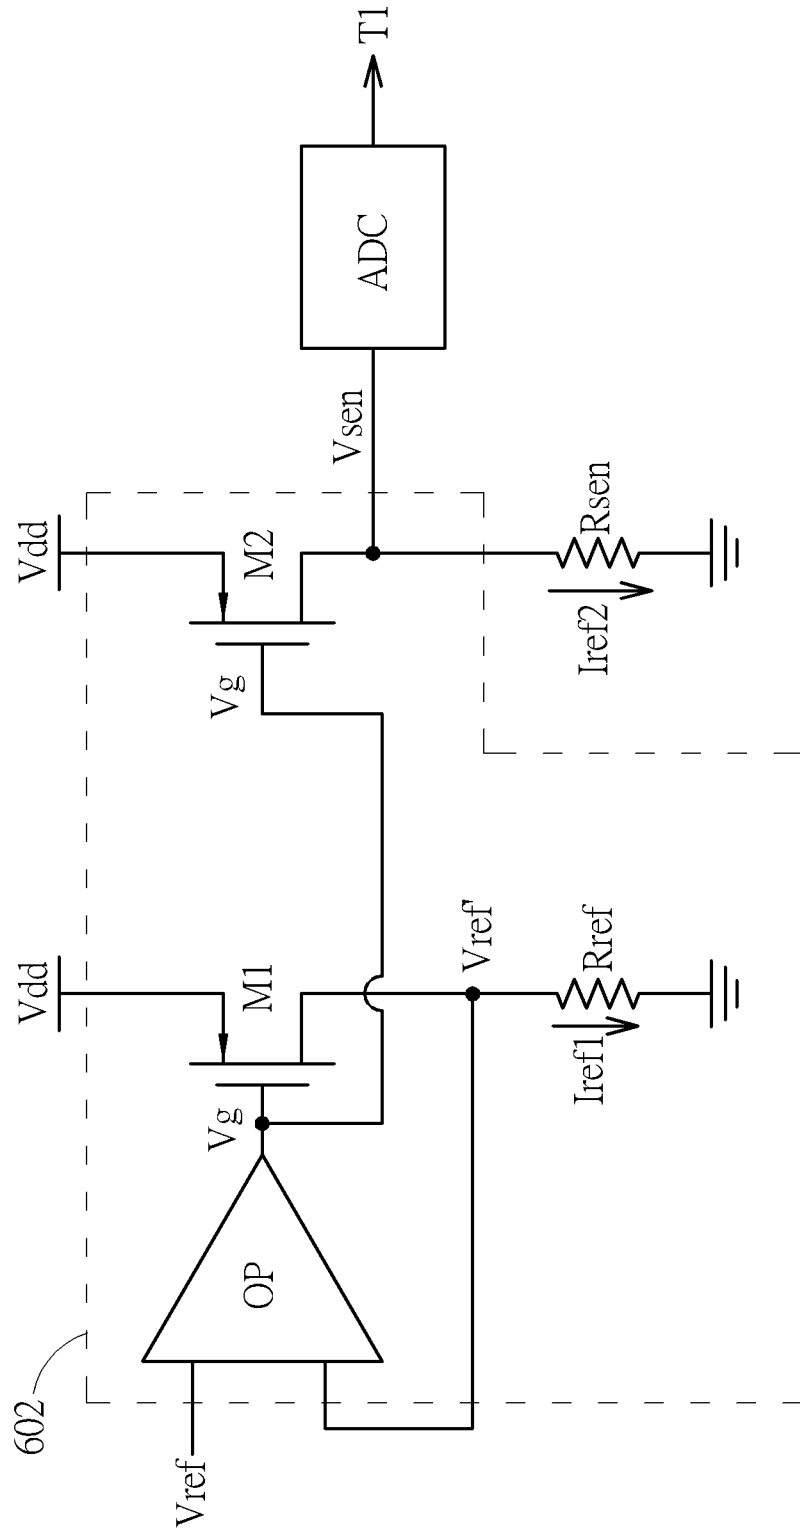 602
Vref
OP
Vg
M1
Vdd
Vref'
Rref
Iref1
Vg
M2
Vdd
Vsen
Rsen
Iref2
ADC
T1